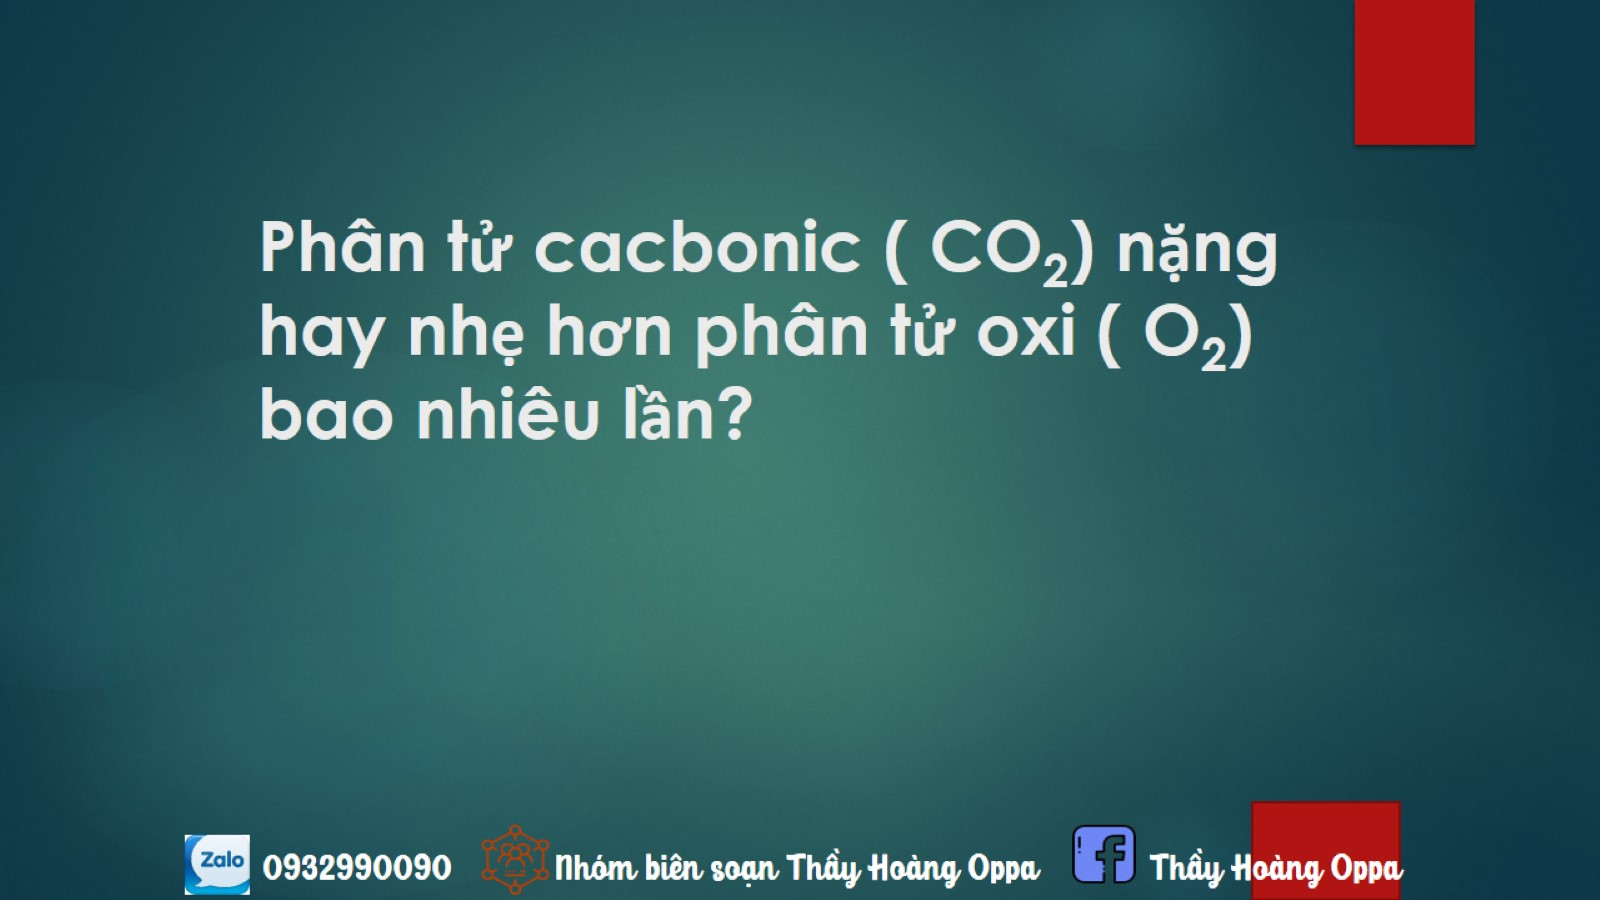 Phân tử cacbonic ( CO₂) nặng
hay nhẹ hơn phân tử oxi ( O₂)
bao nhiêu lần?
Zalo 0932990090 Nhóm biên soạn Thầy Hoàng Oppa Thầy Hoàng Oppa